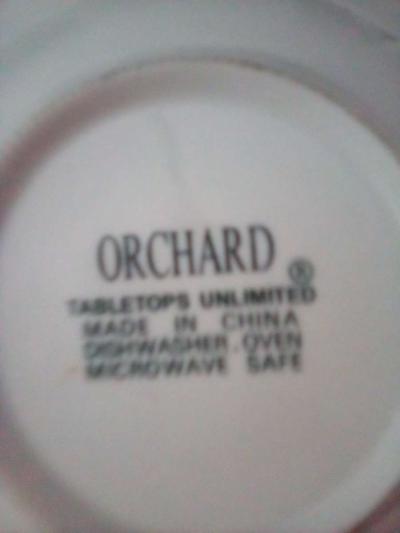 ORCHARD ®
TABLETOPS UNLIMITED
MADE IN CHINA
DISHWASHER. OVEN
MICROWAVE SAFE